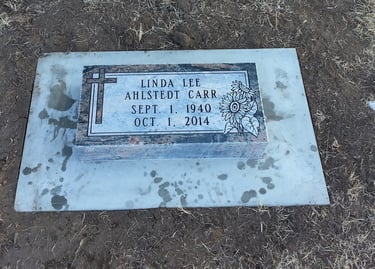 LINDA LEE
AHLSTEDT CARR
SEPT. 1, 1940
OCT. 1, 2014